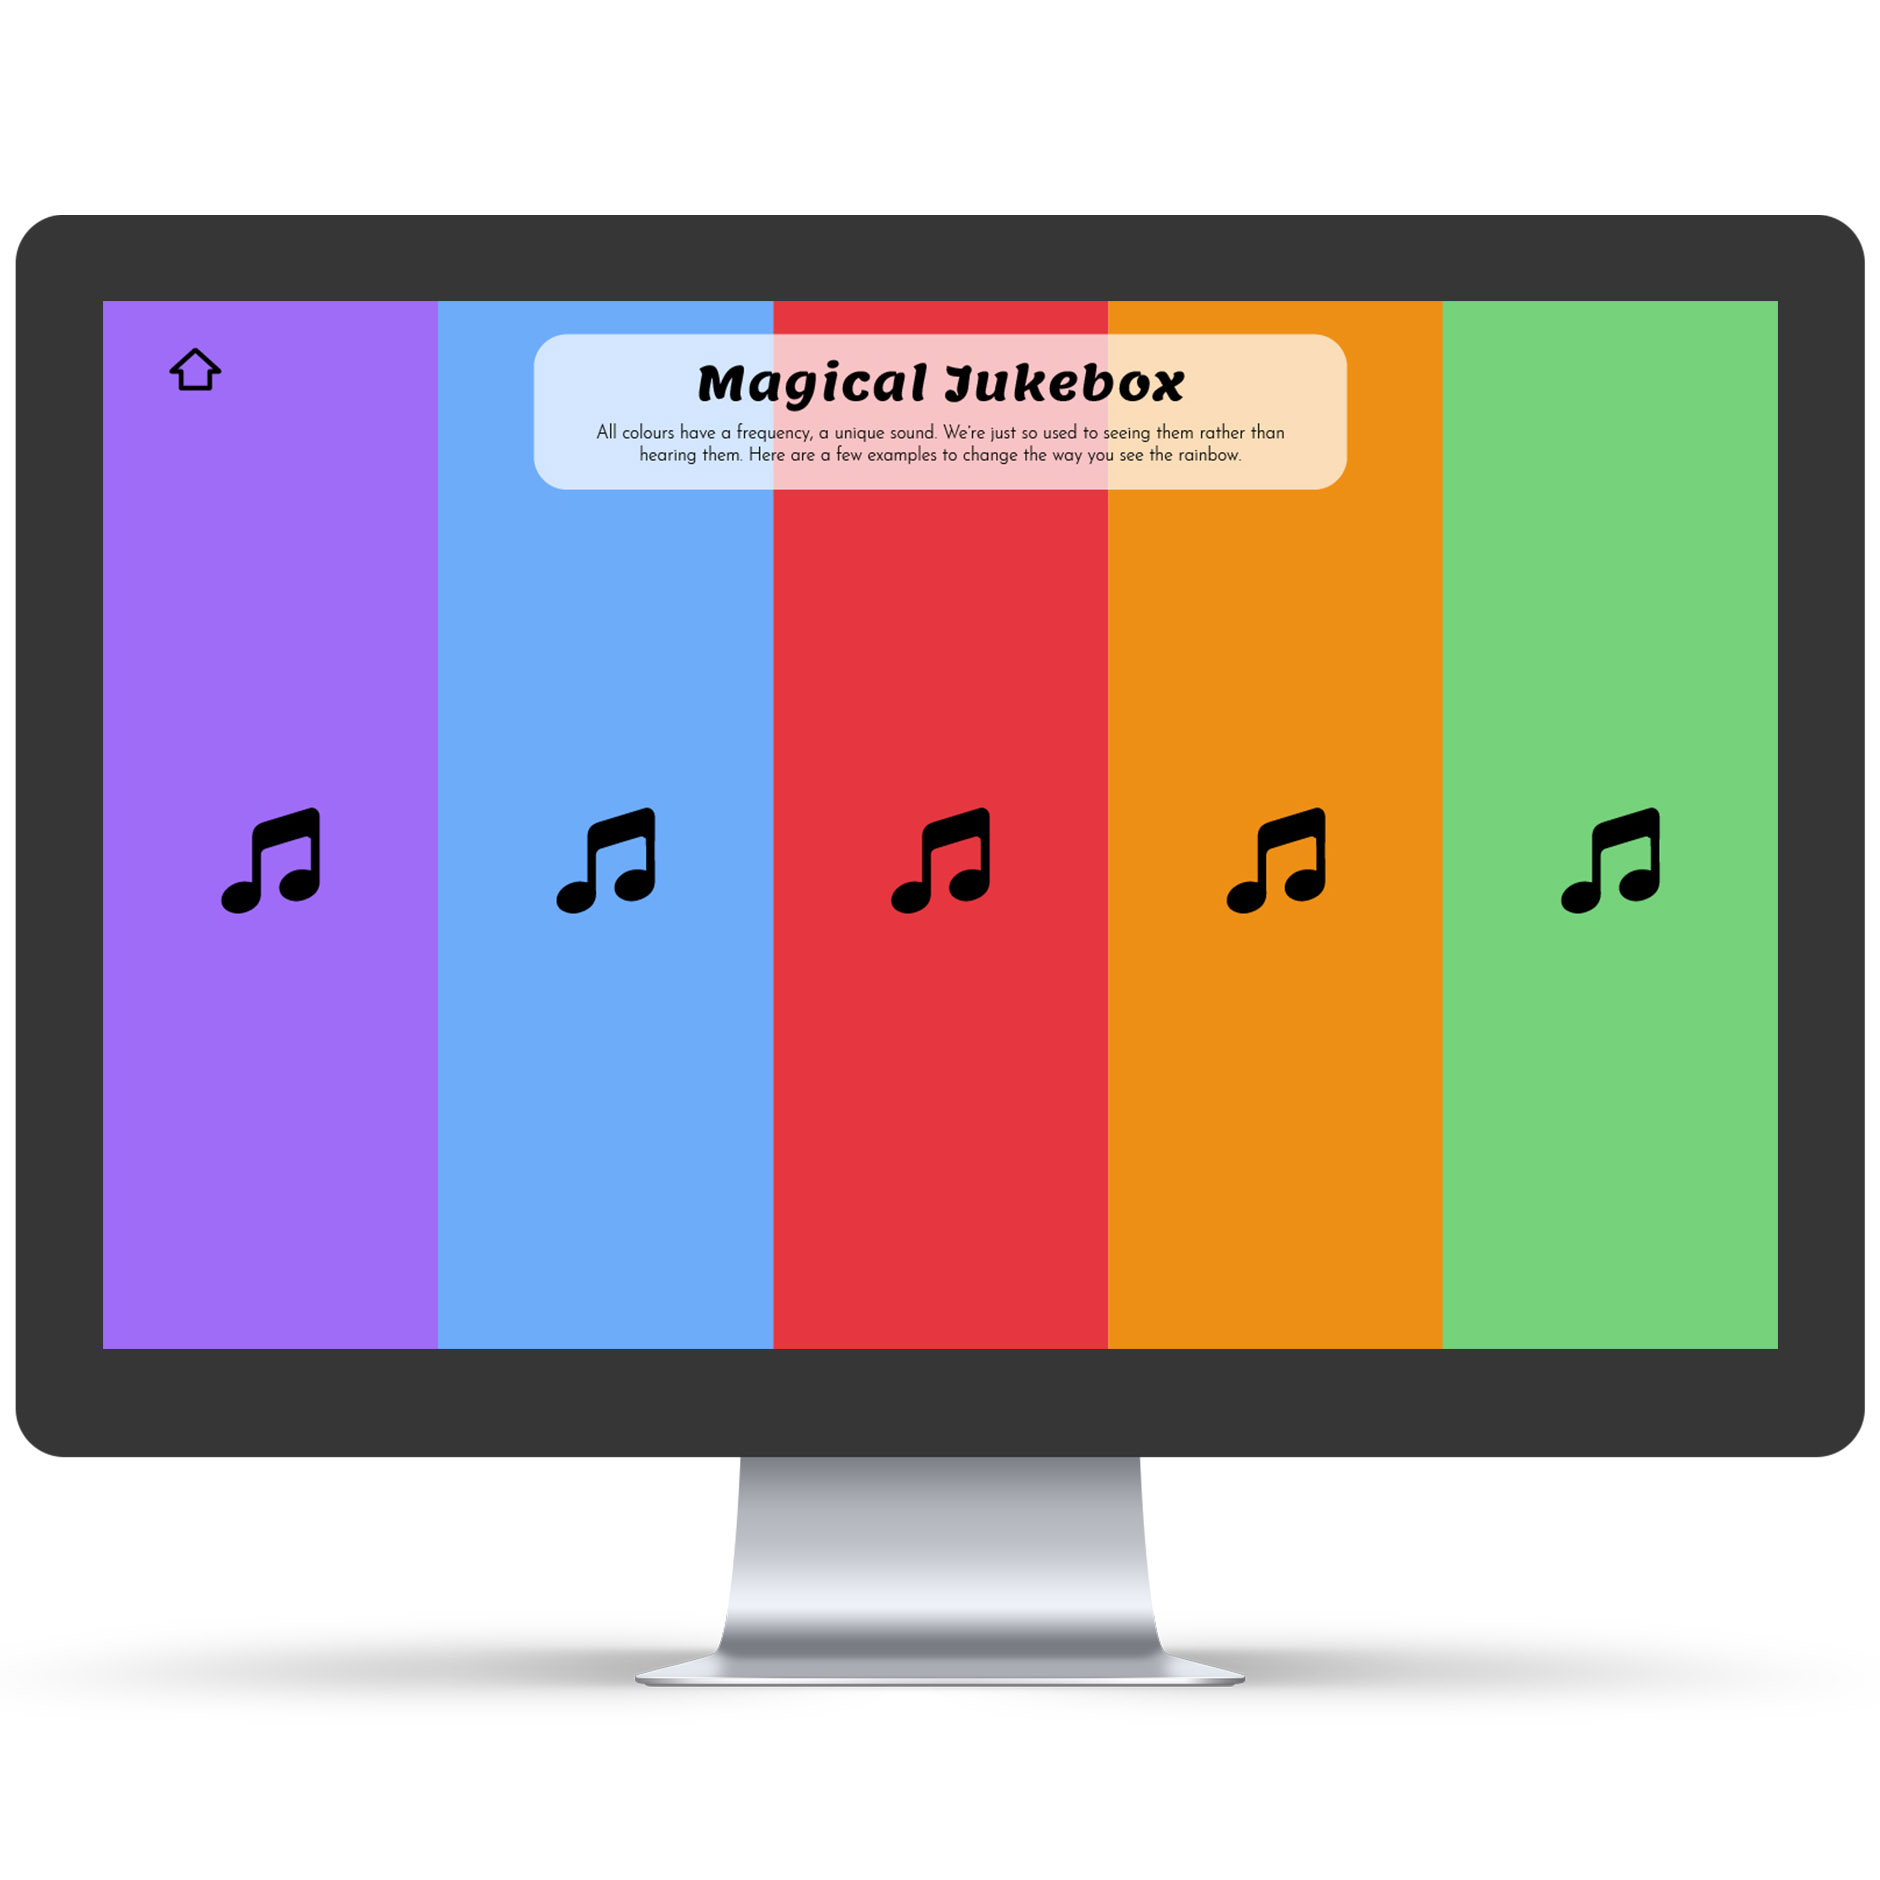 Magical Jukebox
All colours have a frequency, a unique sound. We're just so used to seeing them rather than
hearing them. Here are a few examples to change the way you see the rainbow.